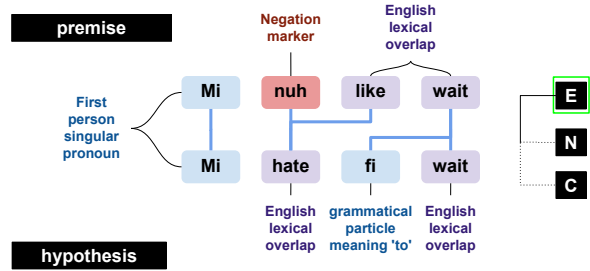 premise
Negation
marker
English
lexical
overlap
Mi
nuh
like
wait
First
person
singular
pronoun
Mi
hate
fi
wait
English
lexical
overlap
grammatical
particle
meaning 'to'
English
lexical
overlap
hypothesis
E
N
C